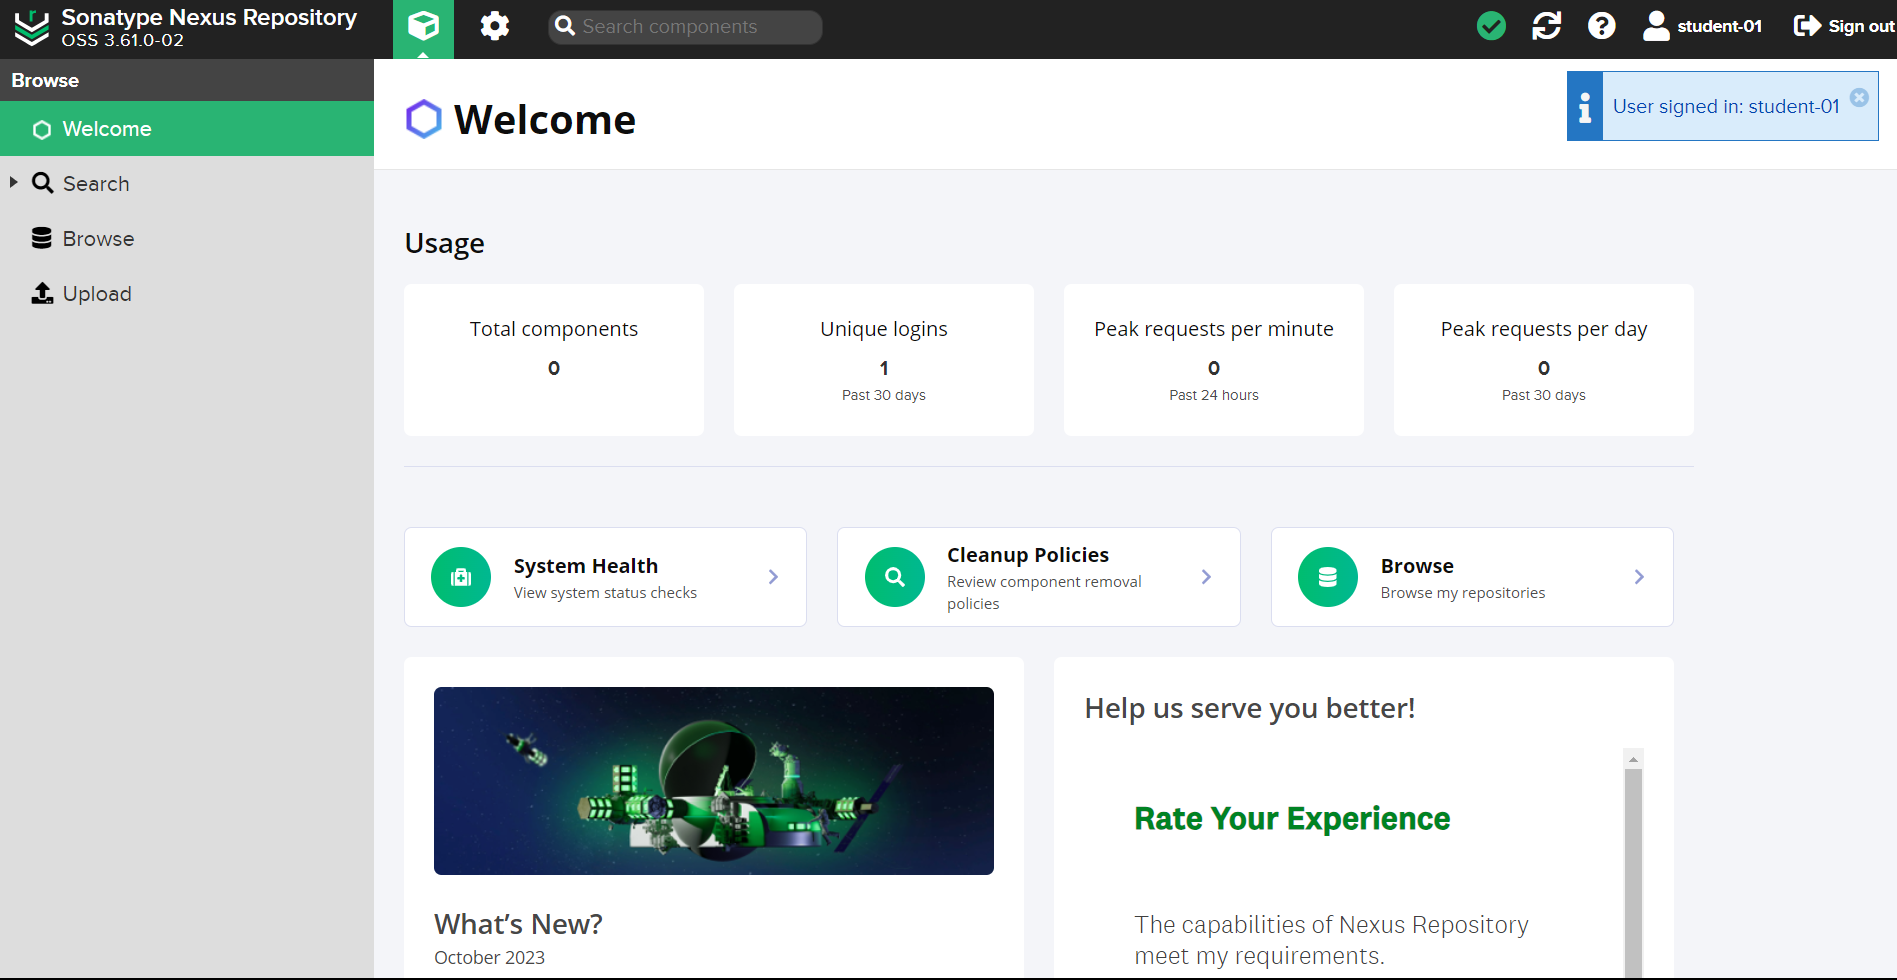 Sonatype Nexus Repository
OSS 3.61.0-02
Search components
student-01
Sign out
Browse
Welcome
Search
Browse
Upload
Welcome
User signed in: student-01
Usage
Total components
0
Unique logins
1
Past 30 days
Peak requests per minute
0
Past 24 hours
Peak requests per day
0
Past 30 days
System Health
View system status checks
Cleanup Policies
Review component removal
policies
Browse
Browse my repositories
What's New?
October 2023
Help us serve you better!
Rate Your Experience
The capabilities of Nexus Repository
meet my requirements.